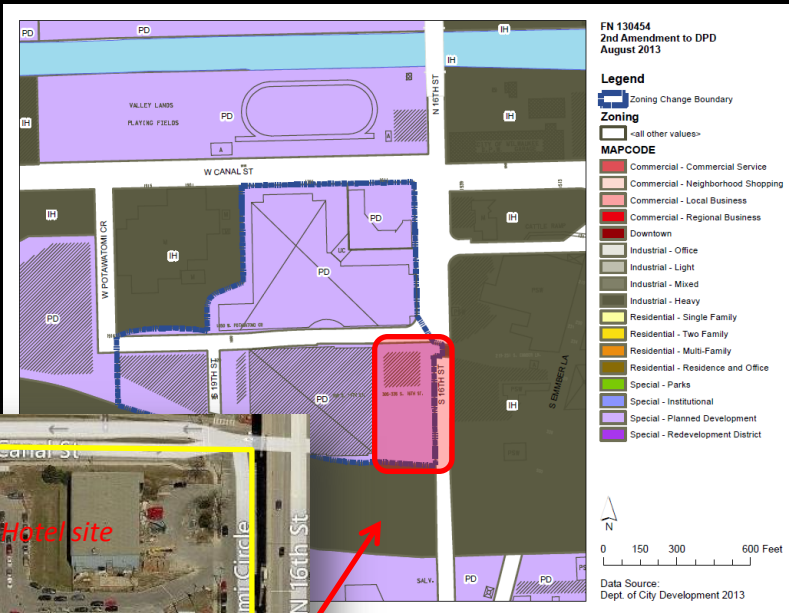 FN 130454
2nd Amendment to DPD
August 2013
Legend
Zoning Change Boundary
Zoning
<all other values>
MAPCODE
Commercial - Commercial Service
Commercial - Neighborhood Shopping
Commercial - Local Business
Commercial - Regional Business
Downtown
Industrial - Office
Industrial - Light
Industrial - Mixed
Industrial - Heavy
Residential - Single Family
Residential - Two Family
Residential - Multi-Family
Residential - Residence and Office
Special - Parks
Special - Institutional
Special - Planned Development
Special - Redevelopment District
N
0 150 300 600 Feet
Data Source:
Dept. of City Development 2013
PD
PD
IH
PD
IH
VALLEY LANDS
PLAYING FIELDS
PD
A
A
N 16TH ST
IH
IH
W CANAL ST
IH
W POTAWATOMI CR
IH
PD
UC
PD
IH
PD
S 19TH ST
PD
S 16TH ST
IH
S EMMBER LA
Canal St
Hotel site
mi Circle
N 16th St
SALV.
PD
PD